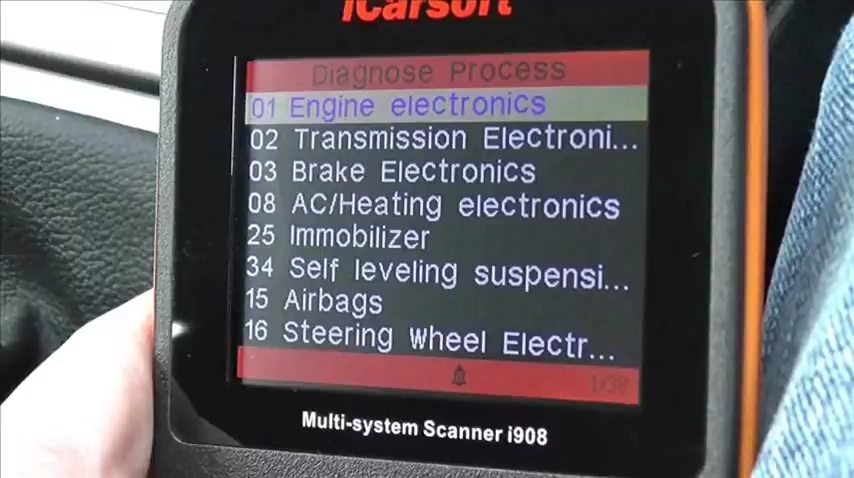 iCarsoft
Diagnose Process
01 Engine electronics
02 Transmission Electroni...
03 Brake Electronics
08 AC/Heating electronics
25 Immobilizer
34 Self leveling suspensi...
15 Airbags
16 Steering Wheel Electr...
Multi-system Scanner i908